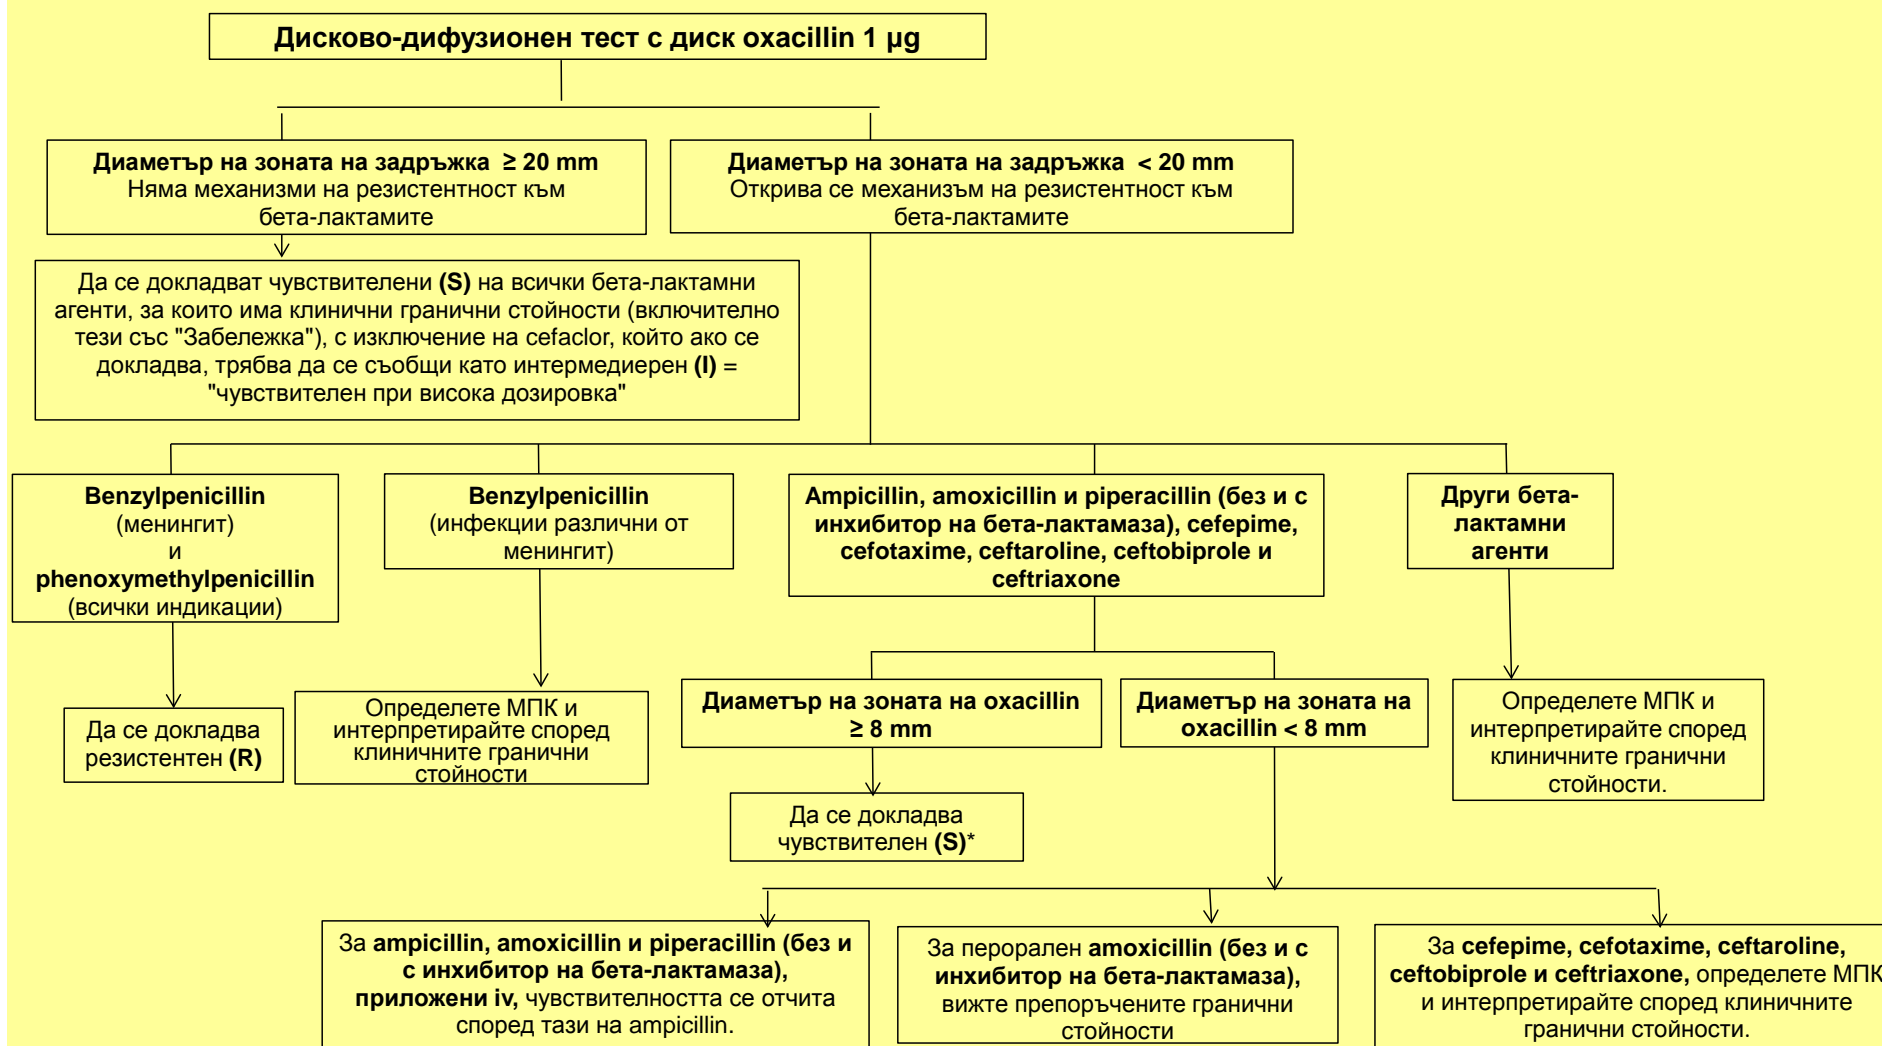 Дисково-дифузионен тест с диск oxacillin 1 µg
Диаметър на зоната на задръжка ≥ 20 mm
Няма механизми на резистентност към
бета-лактамите
Диаметър на зоната на задръжка < 20 mm
Открива се механизъм на резистентност към
бета-лактамите
Да се докладват чувствителени (S) на всички бета-лактамни
агенти, за които има клинични гранични стойности (включително
тези със "Забележка"), с изключение на cefaclor, който ако се
докладва, трябва да се съобщи като интермедиерен (I) =
"чувствителен при висока дозировка"
Benzylpenicillin
(менингит)
и
phenoxymethylpenicillin
(всички индикации)
Benzylpenicillin
(инфекции различни от
менингит)
Ampicillin, amoxicillin и piperacillin (без и с
инхибитор на бета-лактамаза), cefepime,
cefotaxime, ceftaroline, ceftobiprole и
ceftriaxone
Други бета-
лактамни
агенти
Да се докладва
резистентен (R)
Определете МПК и
интерпретирайте според
клиничните гранични
стойности
Диаметър на зоната на oxacillin
≥ 8 mm
Диаметър на зоната на
oxacillin < 8 mm
Определете МПК и
интерпретирайте според
клиничните гранични
стойности.
Да се докладва
чувствителен (S)*
За ampicillin, amoxicillin и piperacillin (без и
с инхибитор на бета-лактамаза),
приложени iv, чувствителността се отчита
според тази на ampicillin.
За перорален amoxicillin (без и с
инхибитор на бета-лактамаза),
вижте препоръчените гранични
стойности
За cefepime, cefotaxime, ceftaroline,
ceftobiprole и ceftriaxone, определете МПК
и интерпретирайте според клиничните
гранични стойности.